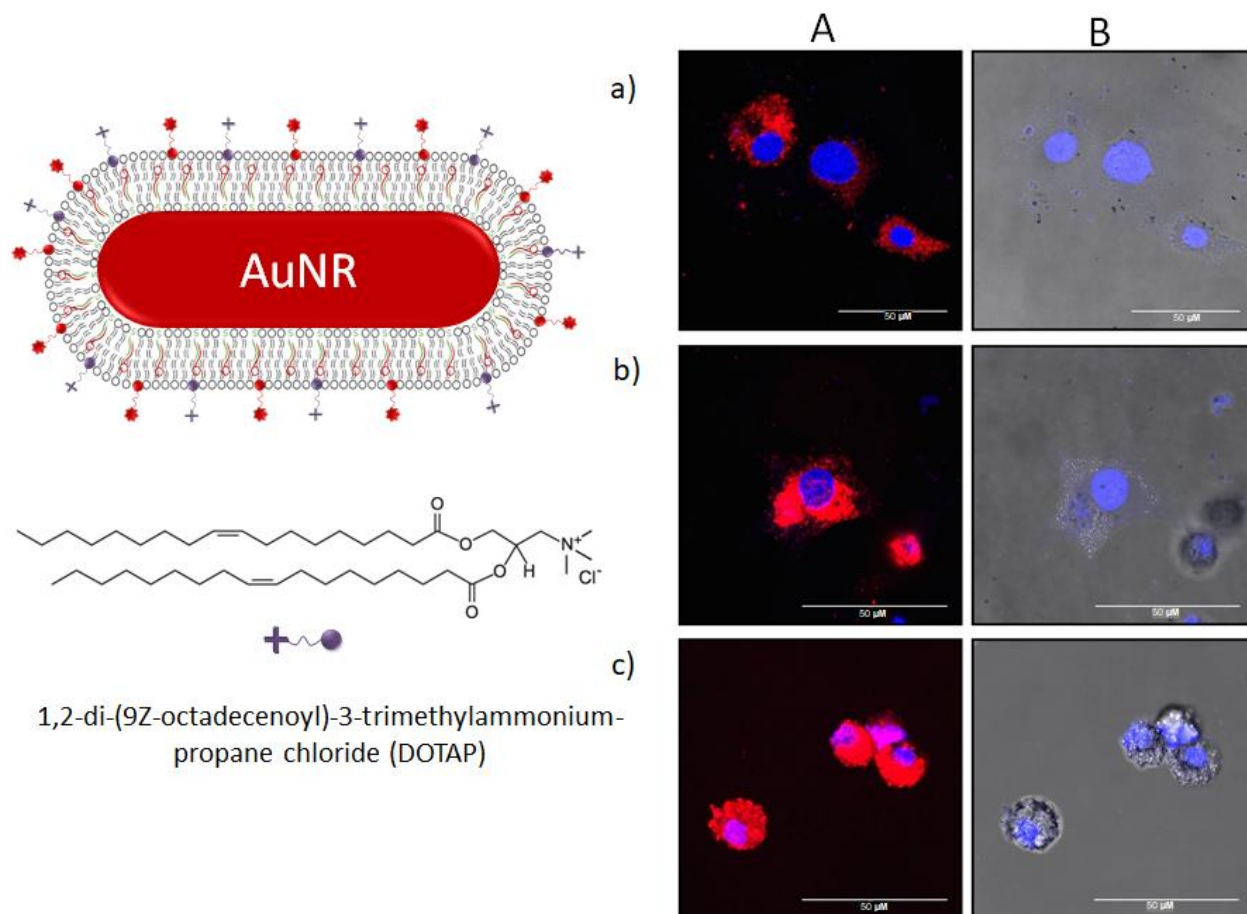 A
B
a)
AuNR
50 µM
50 µM
b)
50 µM
50 µM
O
O
N+
O
H
Cl-
O
c)
1,2-di-(9Z-octadecenoyl)-3-trimethylammonium-
propane chloride (DOTAP)
50 µM
50 µM